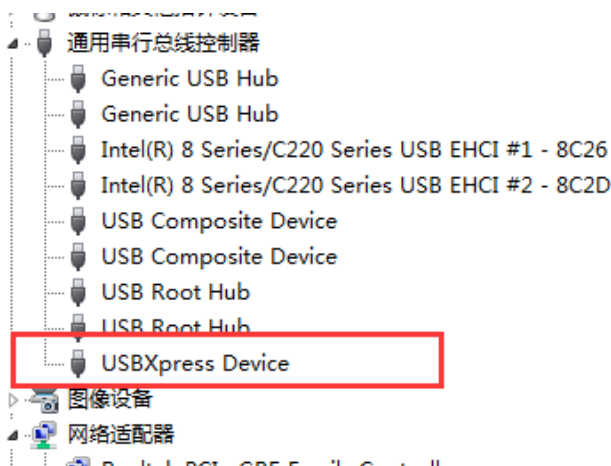 通用串行总线控制器
Generic USB Hub
Generic USB Hub
Intel(R) 8 Series/C220 Series USB EHCI #1 - 8C26
Intel(R) 8 Series/C220 Series USB EHCI #2 - 8C2D
USB Composite Device
USB Composite Device
USB Root Hub
USB Root Hub
USBXpress Device
图像设备
网络适配器